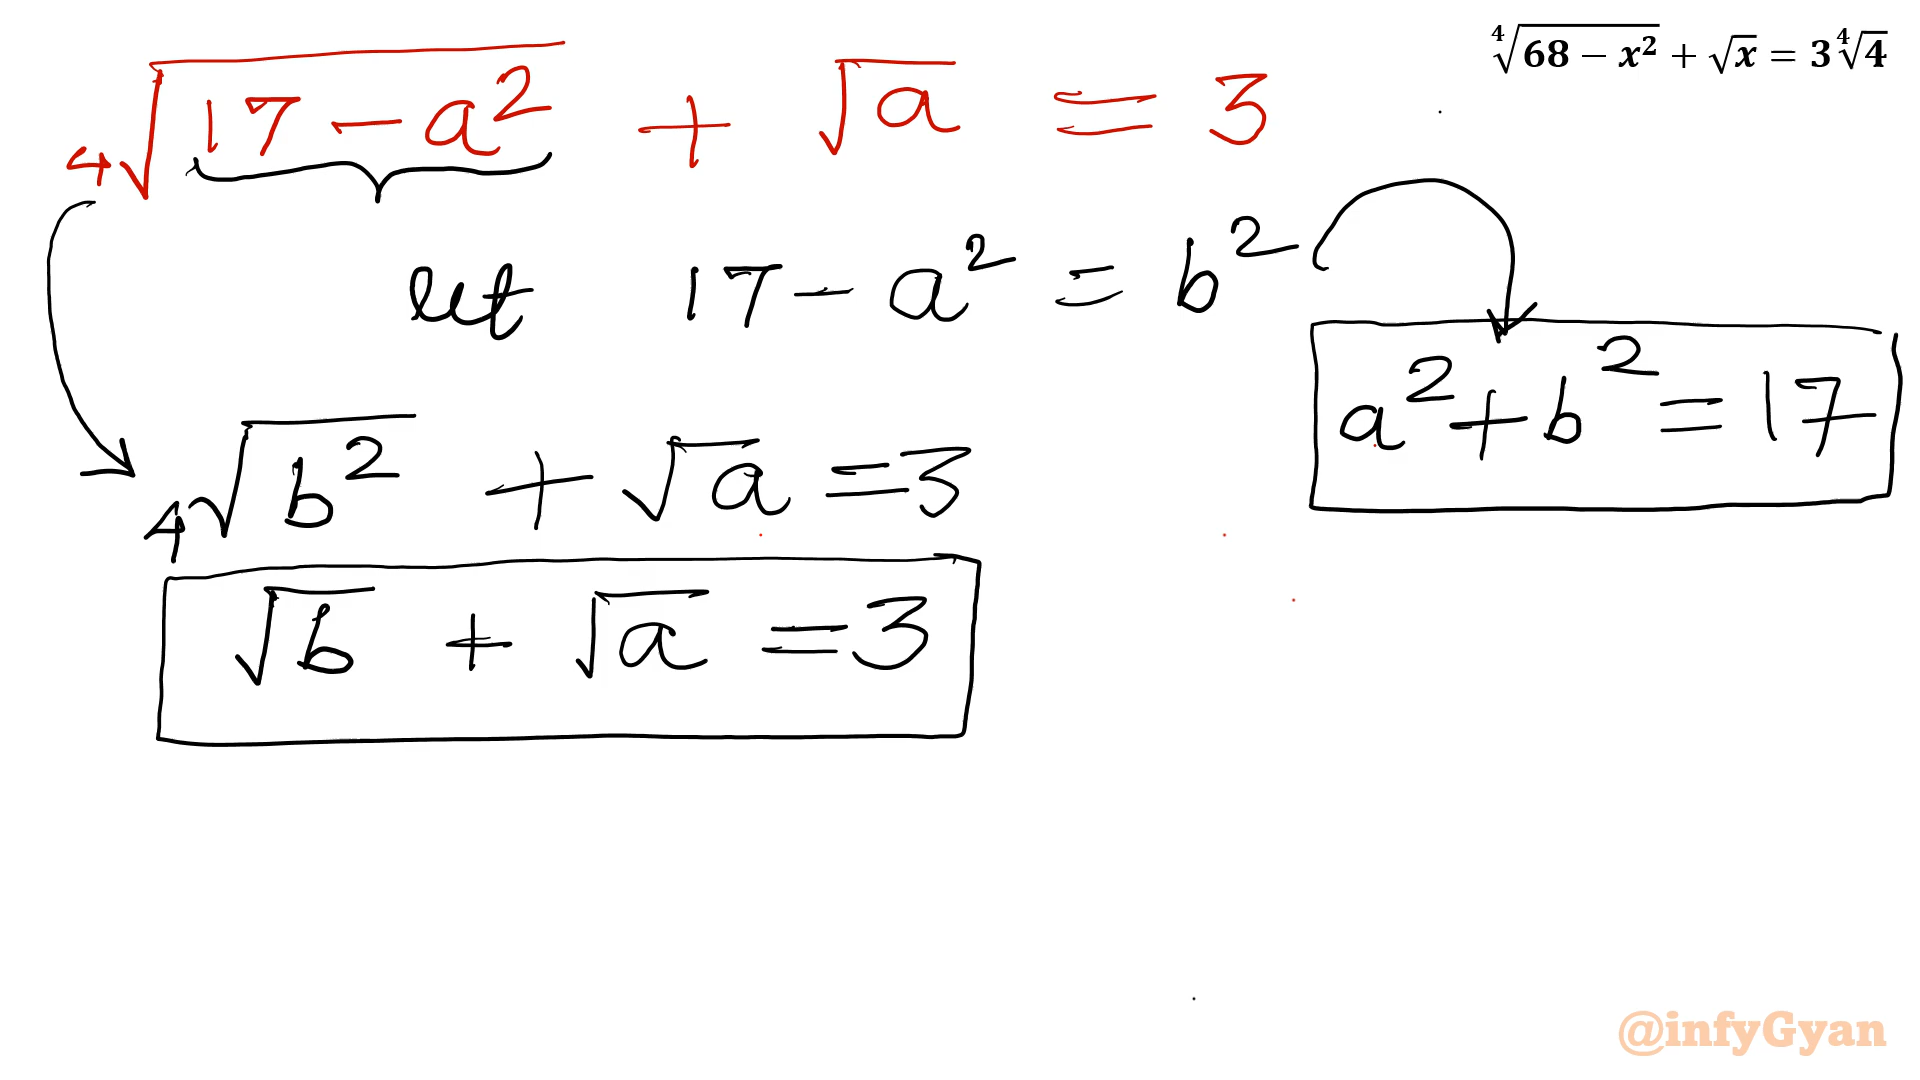 ∜(68 − x²) + √x = 3∜4
∜(17 − a²) + √a = 3
let 17 − a² = b²
a² + b² = 17
∜(b²) + √a = 3
√b + √a = 3
@infyGyan